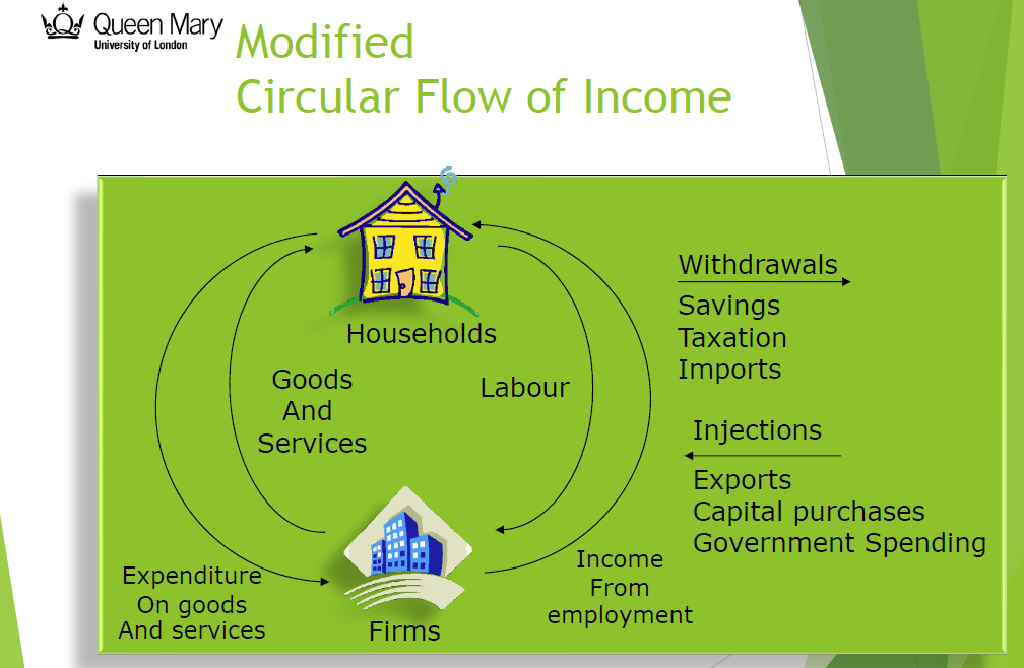 Queen Mary
University of London
Modified
Circular Flow of Income
Households
Goods
And
Services
Labour
Withdrawals
Savings
Taxation
Imports
Injections
Exports
Capital purchases
Government Spending
Expenditure
On goods
And services
Firms
Income
From
employment